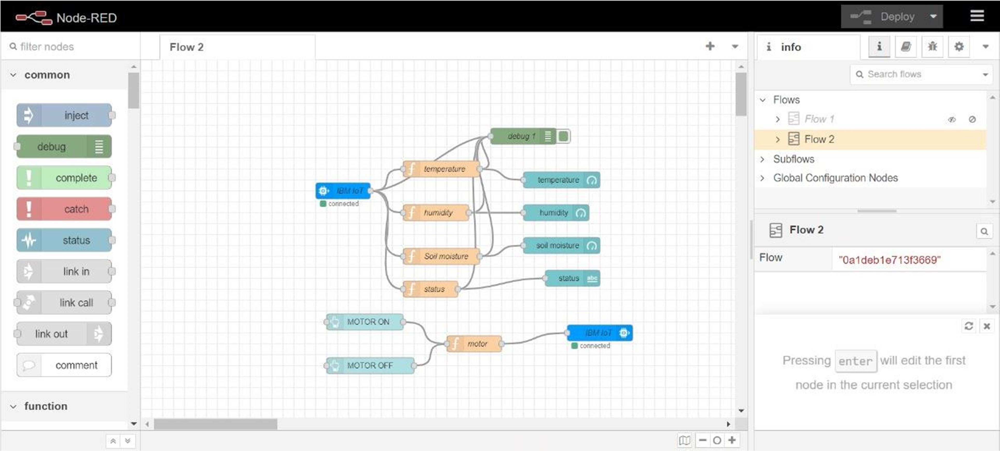 Node-RED
Deploy
filter nodes
Flow 2
info
common
Search flows
inject
debug
complete
catch
status
link in
link call
link out
comment
function
debug 1
temperature
temperature
IBM IoT
connected
humidity
humidity
Soil moisture
soil moisture
status
status
abc
MOTOR ON
motor
IBM IoT
connected
MOTOR OFF
Flows
Flow 1
Flow 2
Subflows
Global Configuration Nodes
Flow 2
Flow "0a1deb1e713f3669"
Pressing enter will edit the first
node in the current selection